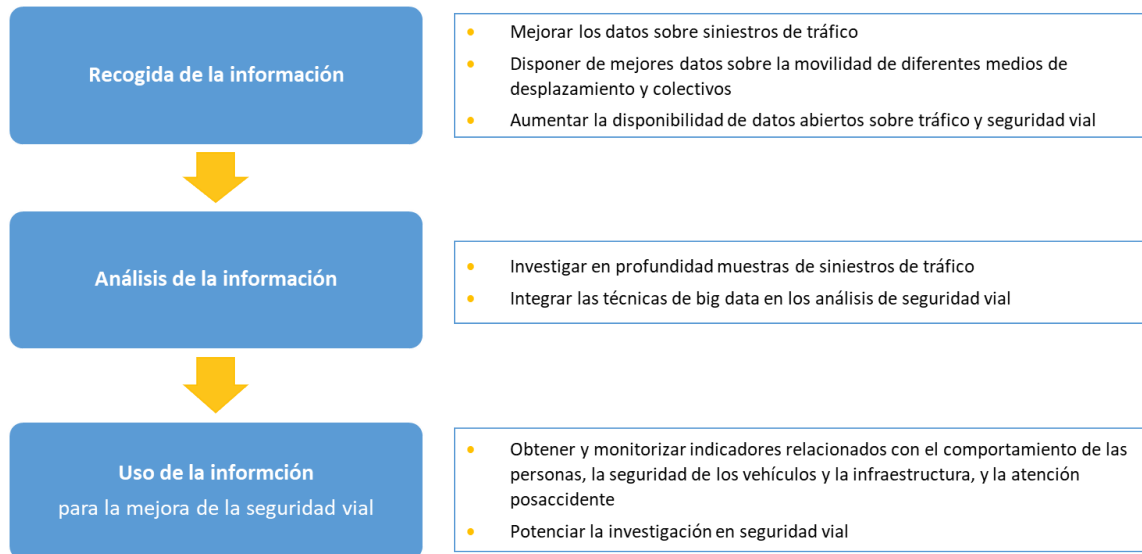 Recogida de la información
• Mejorar los datos sobre siniestros de tráfico
• Disponer de mejores datos sobre la movilidad de diferentes medios de
desplazamiento y colectivos
• Aumentar la disponibilidad de datos abiertos sobre tráfico y seguridad vial
Análisis de la información
• Investigar en profundidad muestras de siniestros de tráfico
• Integrar las técnicas de big data en los análisis de seguridad vial
Uso de la informción
para la mejora de la seguridad vial
• Obtener y monitorizar indicadores relacionados con el comportamiento de las
personas, la seguridad de los vehículos y la infraestructura, y la atención
posaccidente
• Potenciar la investigación en seguridad vial